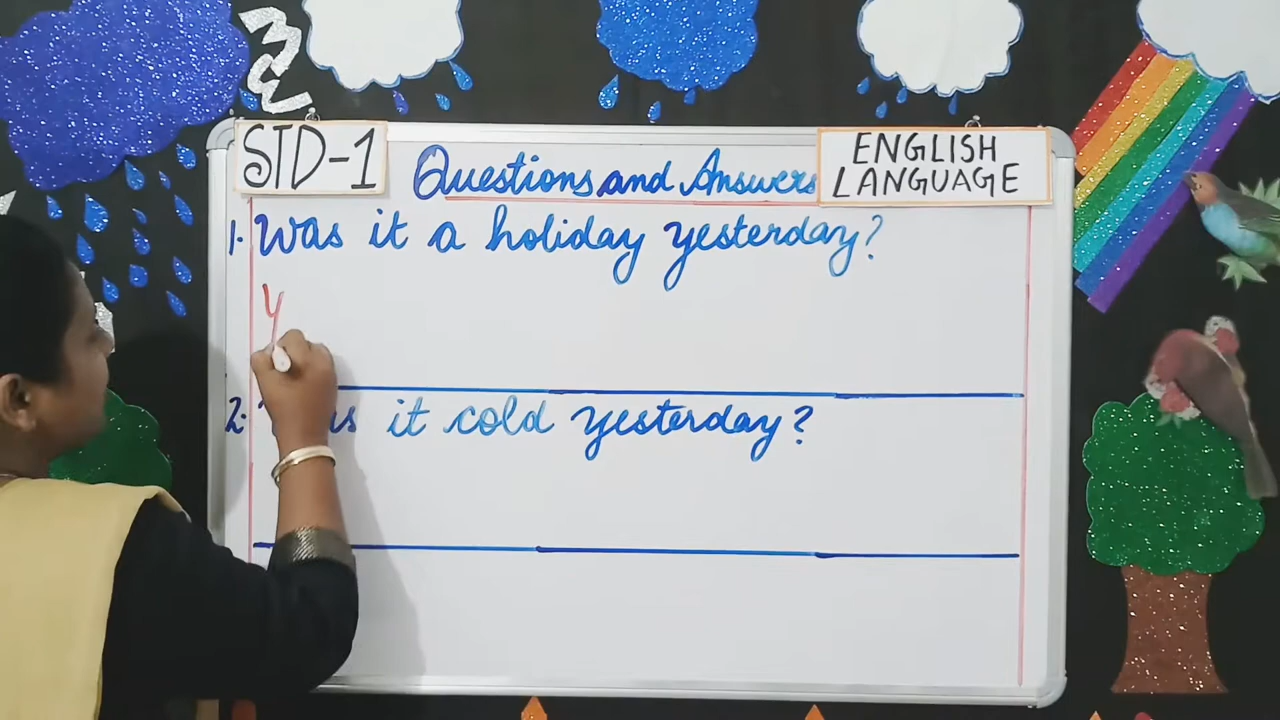 STD-1
Questions and Answers
ENGLISH
LANGUAGE
1. Was it a holiday yesterday?
Y
2. it cold yesterday?